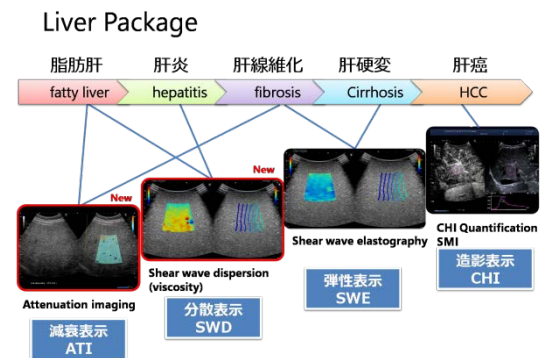 Liver Package
脂肪肝
肝炎
肝線維化
肝硬変
肝癌
fatty liver
hepatitis
fibrosis
Cirrhosis
HCC
New
New
Attenuation imaging
減衰表示
ATI
Shear wave dispersion
(viscosity)
分散表示
SWD
Shear wave elastography
弾性表示
SWE
CHI Quantification
SMI
造影表示
CHI